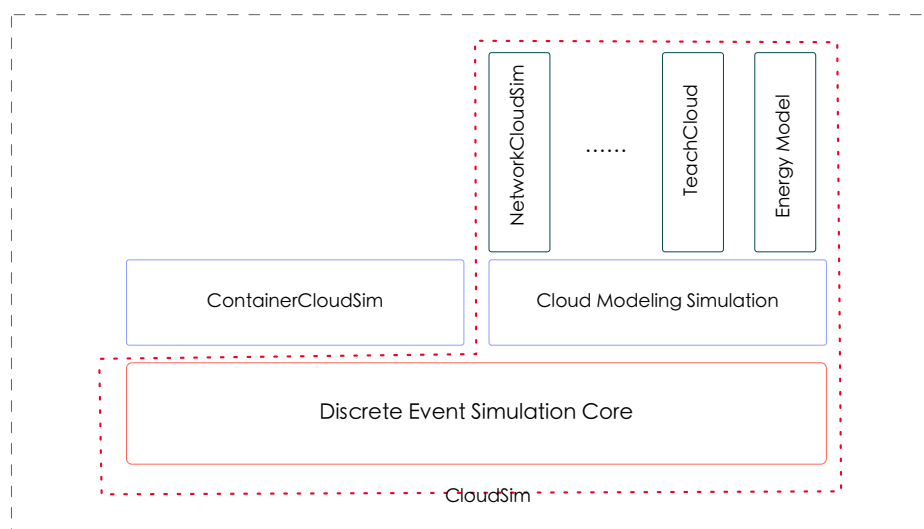 NetworkCloudSim
......
TeachCloud
Energy Model
ContainerCloudSim
Cloud Modeling Simulation
Discrete Event Simulation Core
CloudSim